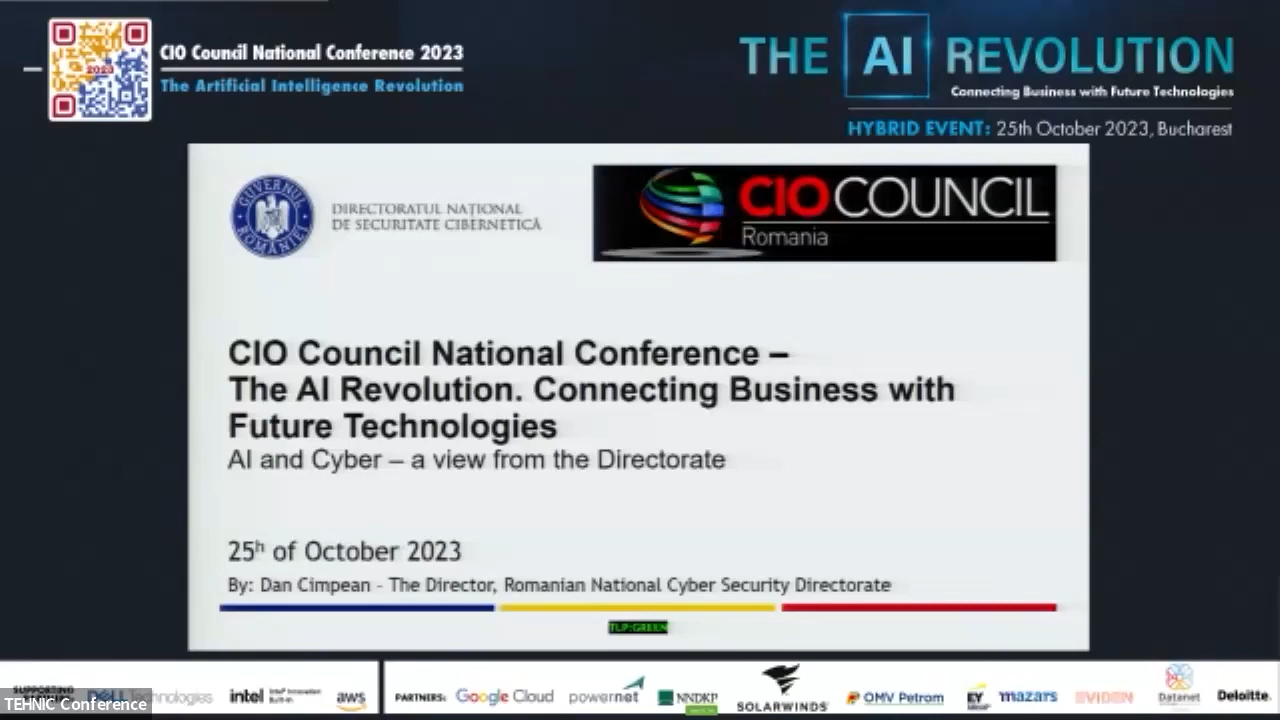 CIO Council National Conference 2023
The Artificial Intelligence Revolution
2023
THE AI REVOLUTION
Connecting Business with Future Technologies
HYBRID EVENT: 25th October 2023, Bucharest
GUVERNUL ROMÂNIEI
DIRECTORATUL NAȚIONAL
DE SECURITATE CIBERNETICĂ
CIO COUNCIL
Romania
CIO Council National Conference –
The AI Revolution. Connecting Business with
Future Technologies
AI and Cyber – a view from the Directorate
25h of October 2023
By: Dan Cimpean - The Director, Romanian National Cyber Security Directorate
TLP:GREEN
SUPPORTING
DELL Technologies
intel
aws
PARTNERS:
Google Cloud
powernet
NNDKP
SOLARWINDS
OMV Petrom
EY
mazars
EVIDEN
Datanet
Deloitte.
TEHNIC Conference